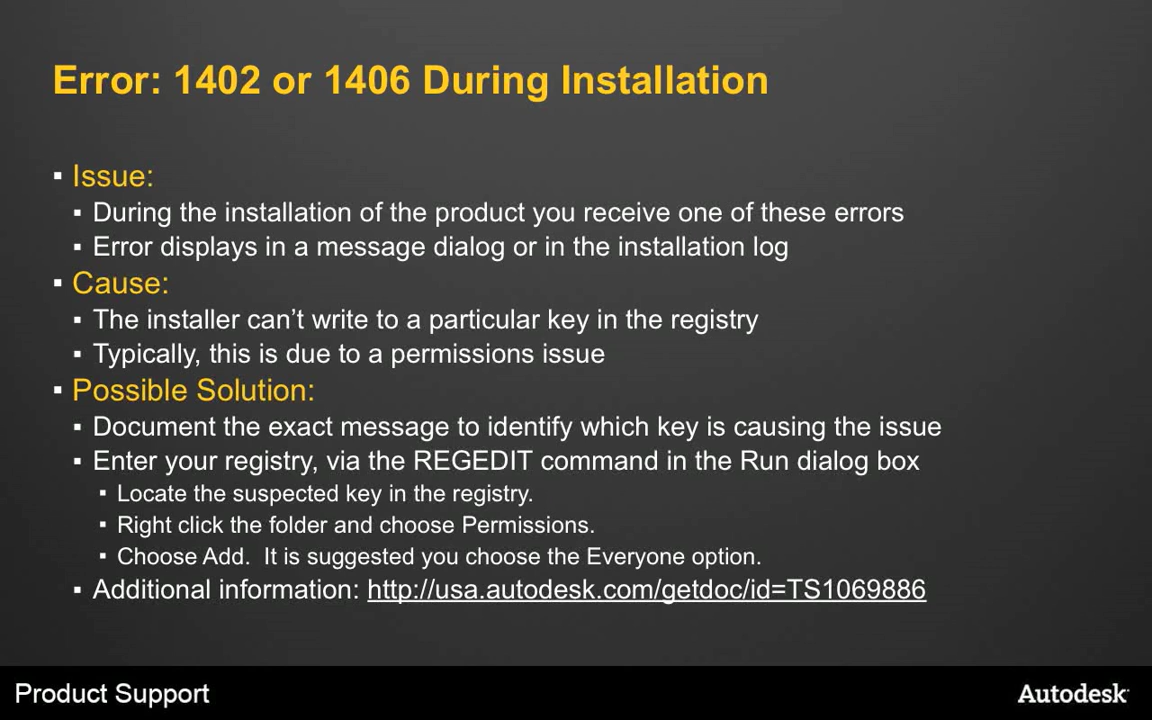 Error: 1402 or 1406 During Installation
▪ Issue:
▪ During the installation of the product you receive one of these errors
▪ Error displays in a message dialog or in the installation log
▪ Cause:
▪ The installer can’t write to a particular key in the registry
▪ Typically, this is due to a permissions issue
▪ Possible Solution:
▪ Document the exact message to identify which key is causing the issue
▪ Enter your registry, via the REGEDIT command in the Run dialog box
▪ Locate the suspected key in the registry.
▪ Right click the folder and choose Permissions.
▪ Choose Add.  It is suggested you choose the Everyone option.
▪ Additional information: http://usa.autodesk.com/getdoc/id=TS1069886
Product Support
Autodesk